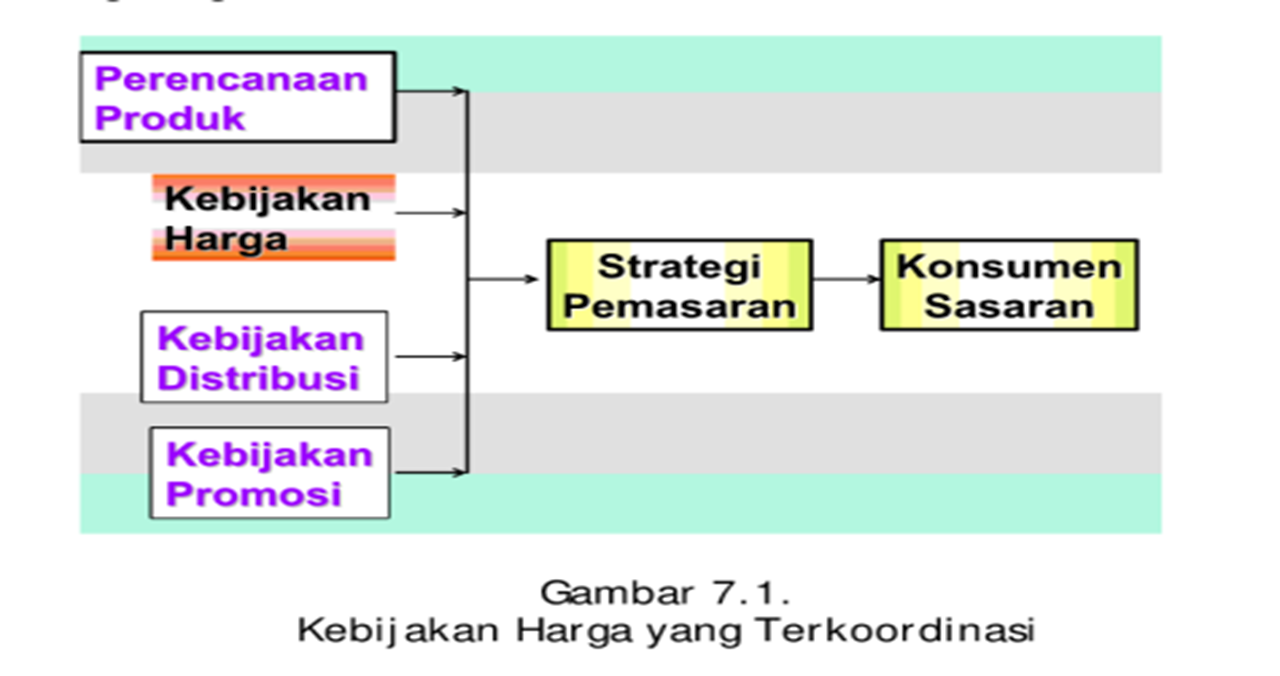 Perencanaan
Produk
Kebijakan
Harga
Kebijakan
Distribusi
Kebijakan
Promosi
Strategi
Pemasaran
Konsumen
Sasaran
Gambar 7.1.
Kebijakan Harga yang Terkoordinasi